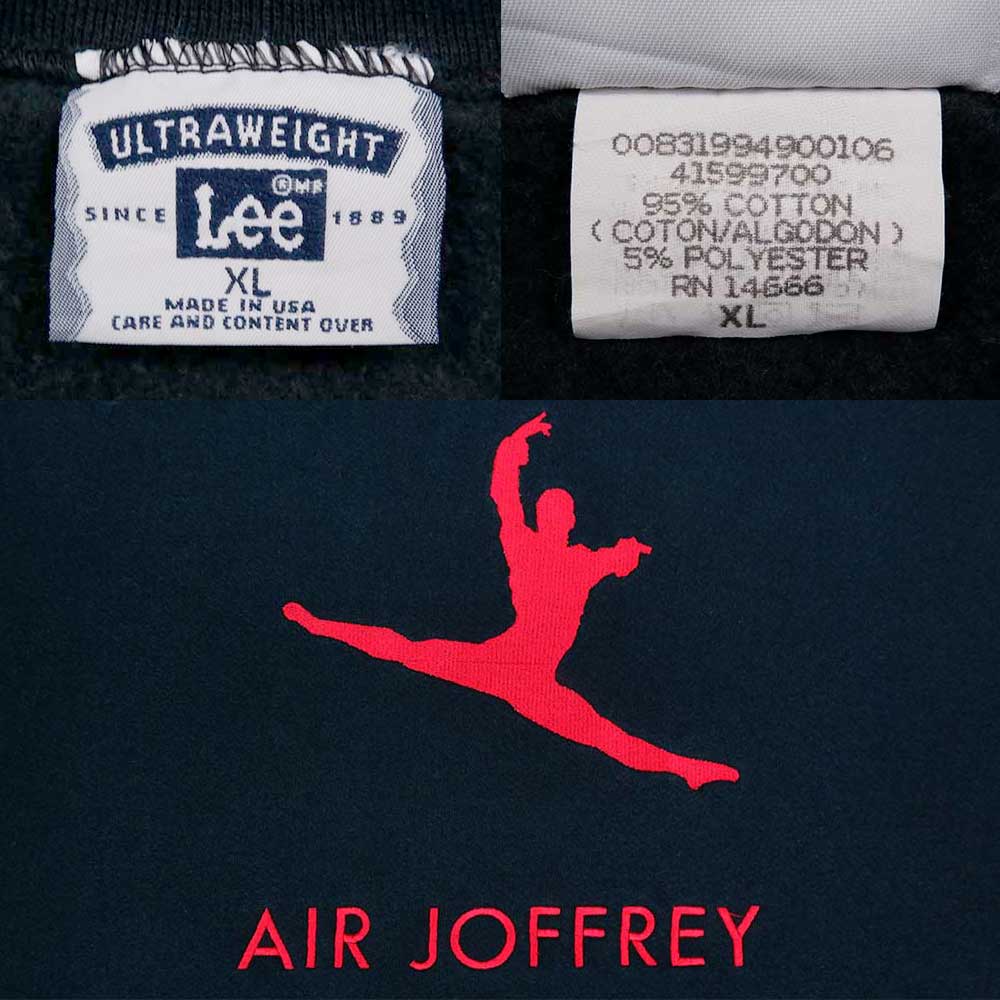 ULTRAWEIGHT
®MR
SINCE Lee 1889
XL
MADE IN USA
CARE AND CONTENT OVER
00831994900106
41599700
95% COTTON
(COTON/ALGODON)
5% POLYESTER
RN 14666
XL
AIR JOFFREY